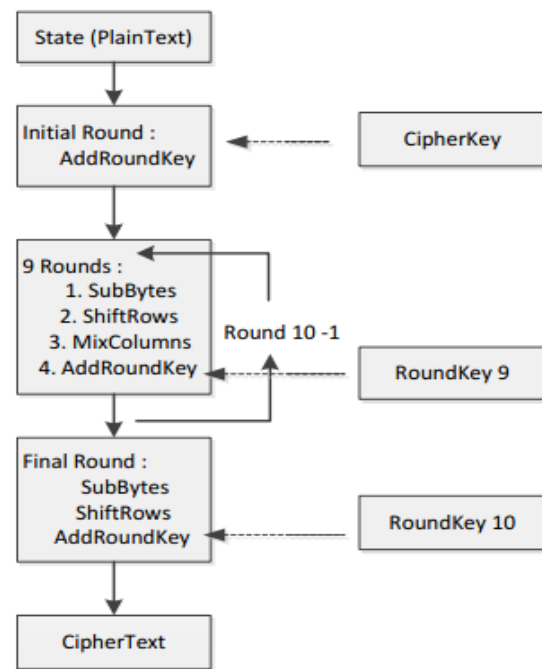 State (PlainText)
Initial Round :
AddRoundKey
CipherKey
9 Rounds :
1. SubBytes
2. ShiftRows
3. MixColumns
4. AddRoundKey
Round 10 -1
RoundKey 9
Final Round :
SubBytes
ShiftRows
AddRoundKey
RoundKey 10
CipherText